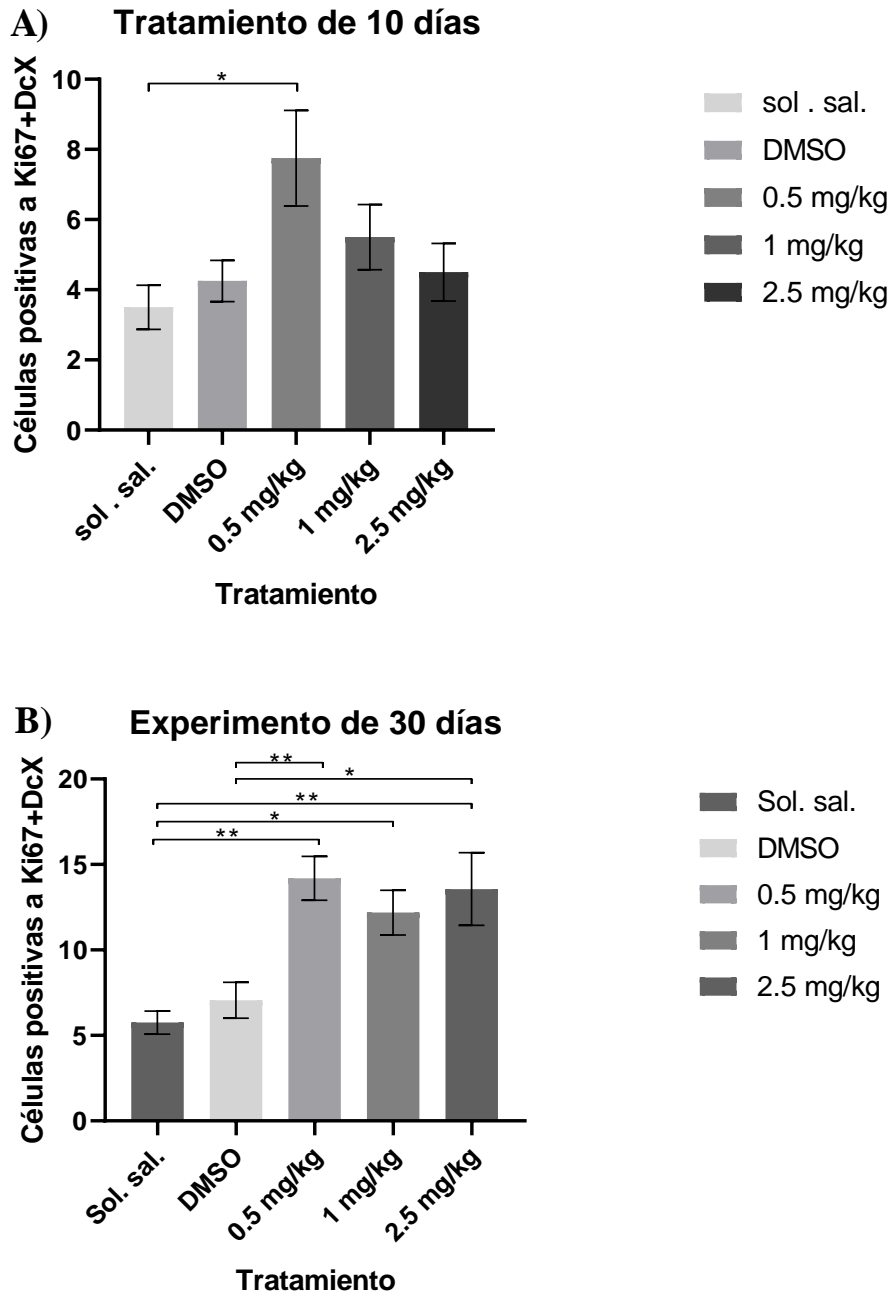 A) Tratamiento de 10 días
Células positivas a Ki67+DcX
10
8
6
4
2
0
*
sol . sal.
DMSO
0.5 mg/kg
1 mg/kg
2.5 mg/kg
Tratamiento
sol . sal.
DMSO
0.5 mg/kg
1 mg/kg
2.5 mg/kg
B) Experimento de 30 días
Células positivas a Ki67+DcX
20
15
10
5
0
**
*
**
*
**
Sol. sal.
DMSO
0.5 mg/kg
1 mg/kg
2.5 mg/kg
Tratamiento
Sol. sal.
DMSO
0.5 mg/kg
1 mg/kg
2.5 mg/kg